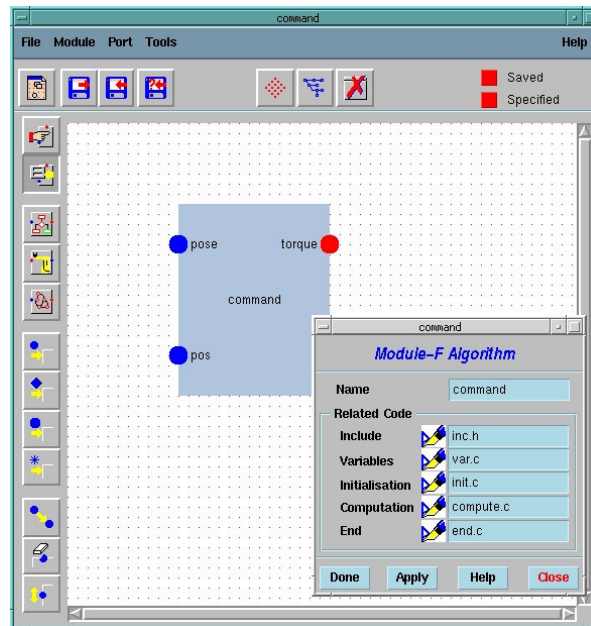 command
File Module Port Tools Help
Saved
Specified
pose torque
command
pos
command
Module-F Algorithm
Name command
Related Code
Include inc.h
Variables var.c
Initialisation init.c
Computation compute.c
End end.c
Done Apply Help Close